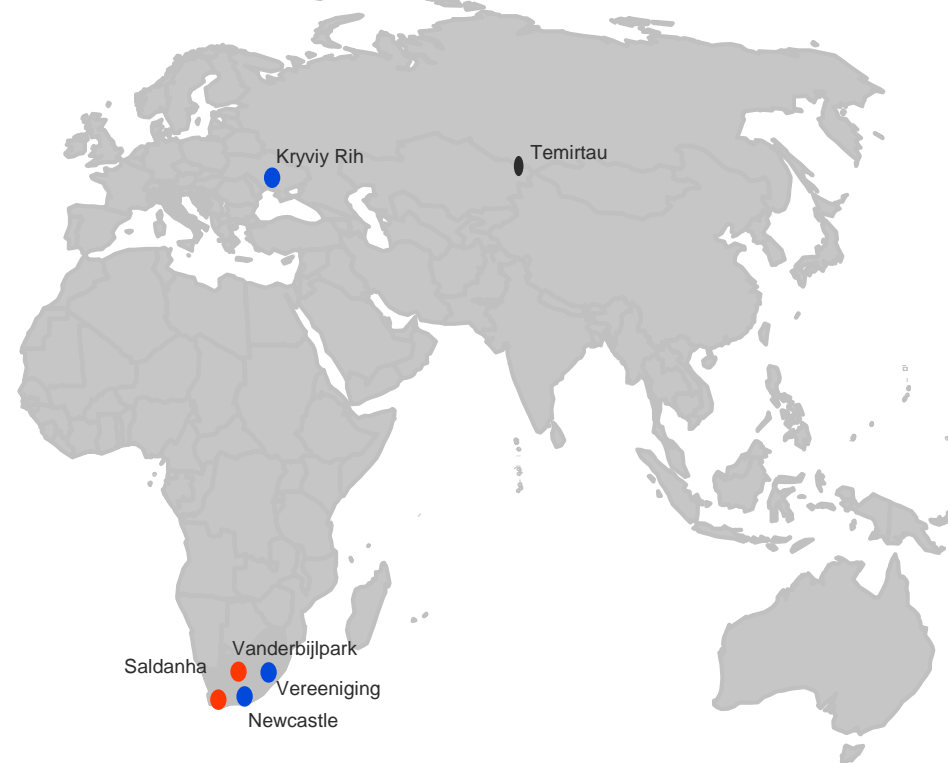 Temirtau
Kryviy Rih
Vanderbijlpark
Saldanha
Vereeniging
Newcastle